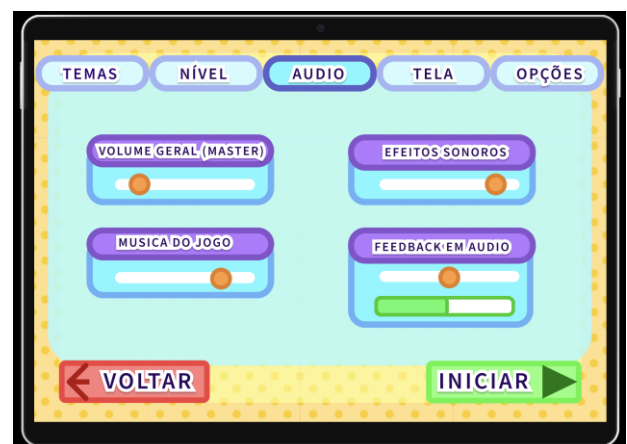 TEMAS
NÍVEL
AUDIO
TELA
OPÇÕES
VOLUME GERAL (MASTER)
EFEITOS SONOROS
MUSICA DO JOGO
FEEDBACK EM AUDIO
VOLTAR
INICIAR